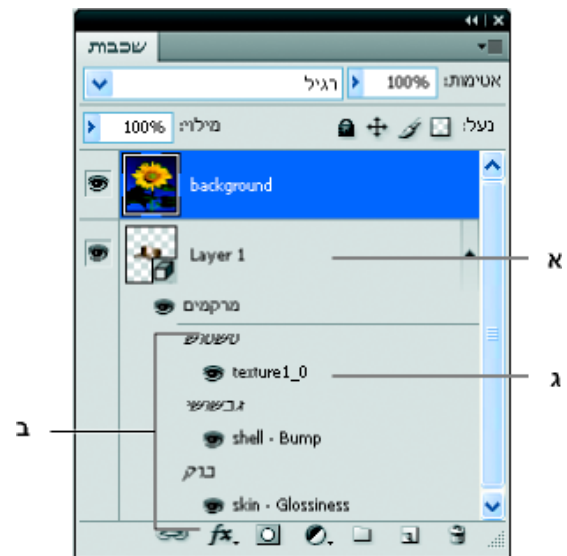 שכבות
אטימות: 100% רגיל
נעל: מילוי: 100%
background
Layer 1
א
מרקמים
טשטוש
texture1_0
ג
גבשושי
ב
shell - Bump
ברק
skin - Glossiness
fx.